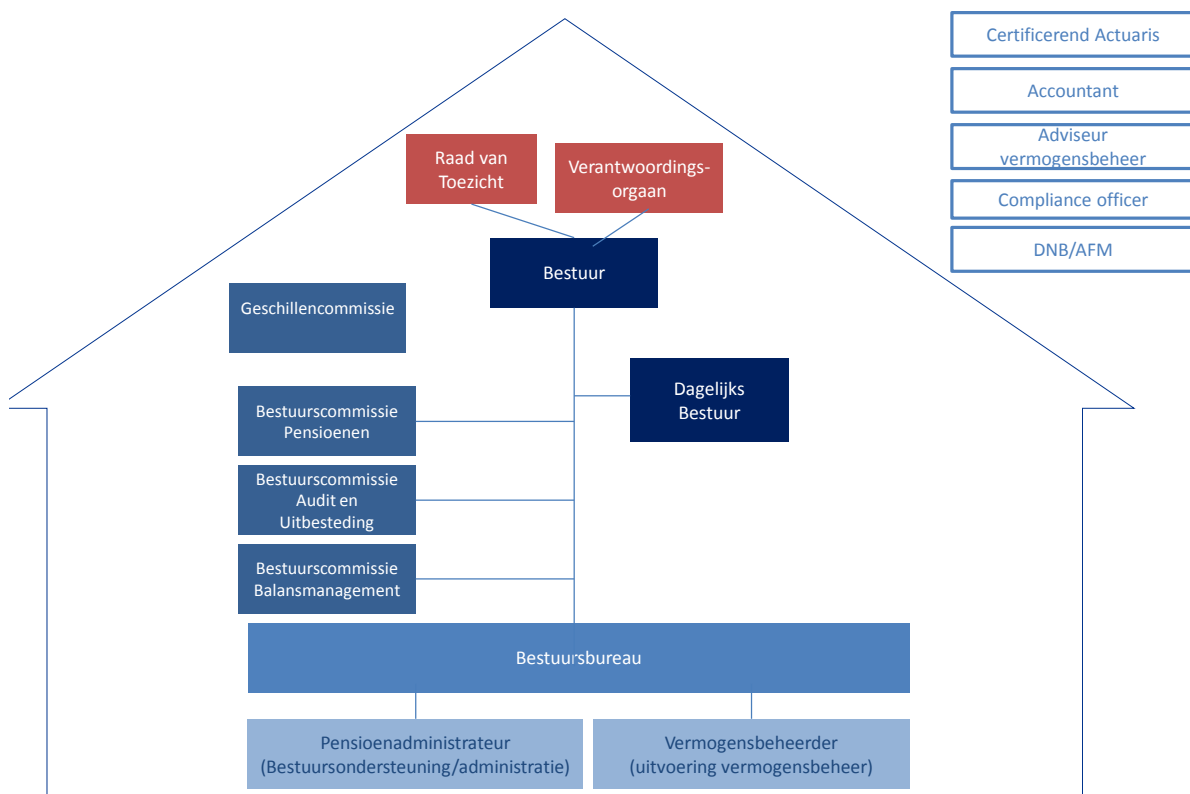 Certificerend Actuaris
Accountant
Adviseur
vermogensbeheer
Compliance officer
DNB/AFM
Raad van
Toezicht
Verantwoordings-
orgaan
Bestuur
Geschillencommissie
Dagelijks
Bestuur
Bestuurscommissie
Pensioenen
Bestuurscommissie
Audit en
Uitbesteding
Bestuurscommissie
Balansmanagement
Bestuursbureau
Pensioenadministrateur
(Bestuursondersteuning/administratie)
Vermogensbeheerder
(uitvoering vermogensbeheer)